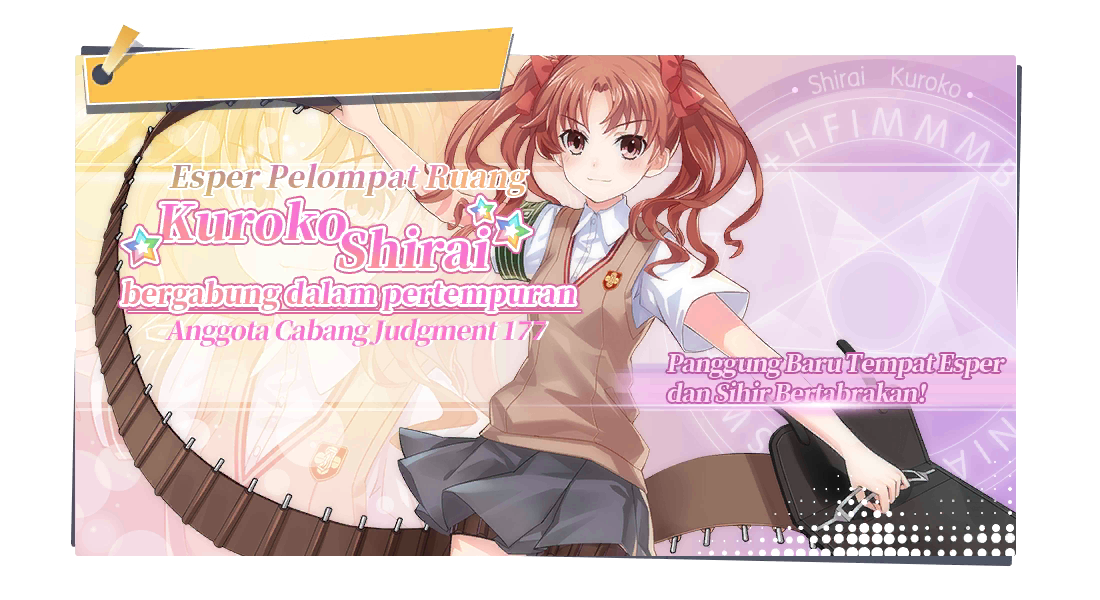 Shirai Kuroko
HFIMMMB
Esper Pelompat Ruang
Kuroko
Shirai
bergabung dalam pertempuran
Anggota Cabang Judgment 177
Panggung Baru Tempat Esper
dan Sihir Bertabrakan!